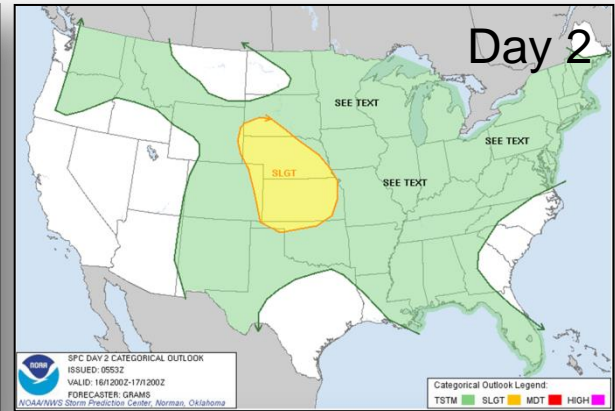 Day 2
SEE TEXT
SEE TEXT
SLGT
SEE TEXT
NOAA
SPC DAY 2 CATEGORICAL OUTLOOK
ISSUED: 0553Z
VALID: 16/1200Z-17/1200Z
FORECASTER: GRAMS
NOAA/NWS Storm Prediction Center, Norman, Oklahoma
Categorical Outlook Legend:
TSTM SLGT MDT HIGH